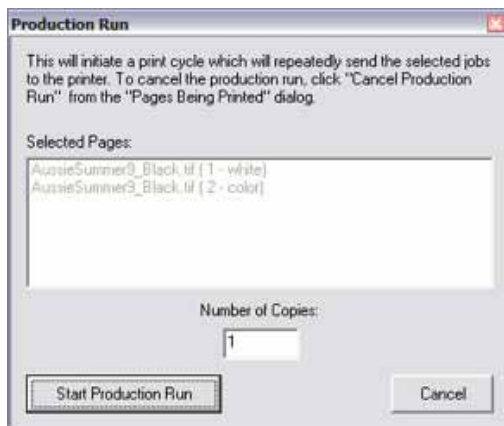 Production Run
This will initiate a print cycle which will repeatedly send the selected jobs
to the printer. To cancel the production run, click "Cancel Production
Run" from the "Pages Being Printed" dialog.
Selected Pages:
AussieSummer9_Black.tif ( 1 - white)
AussieSummer9_Black.tif ( 2 - color)
Number of Copies:
1
Start Production Run
Cancel